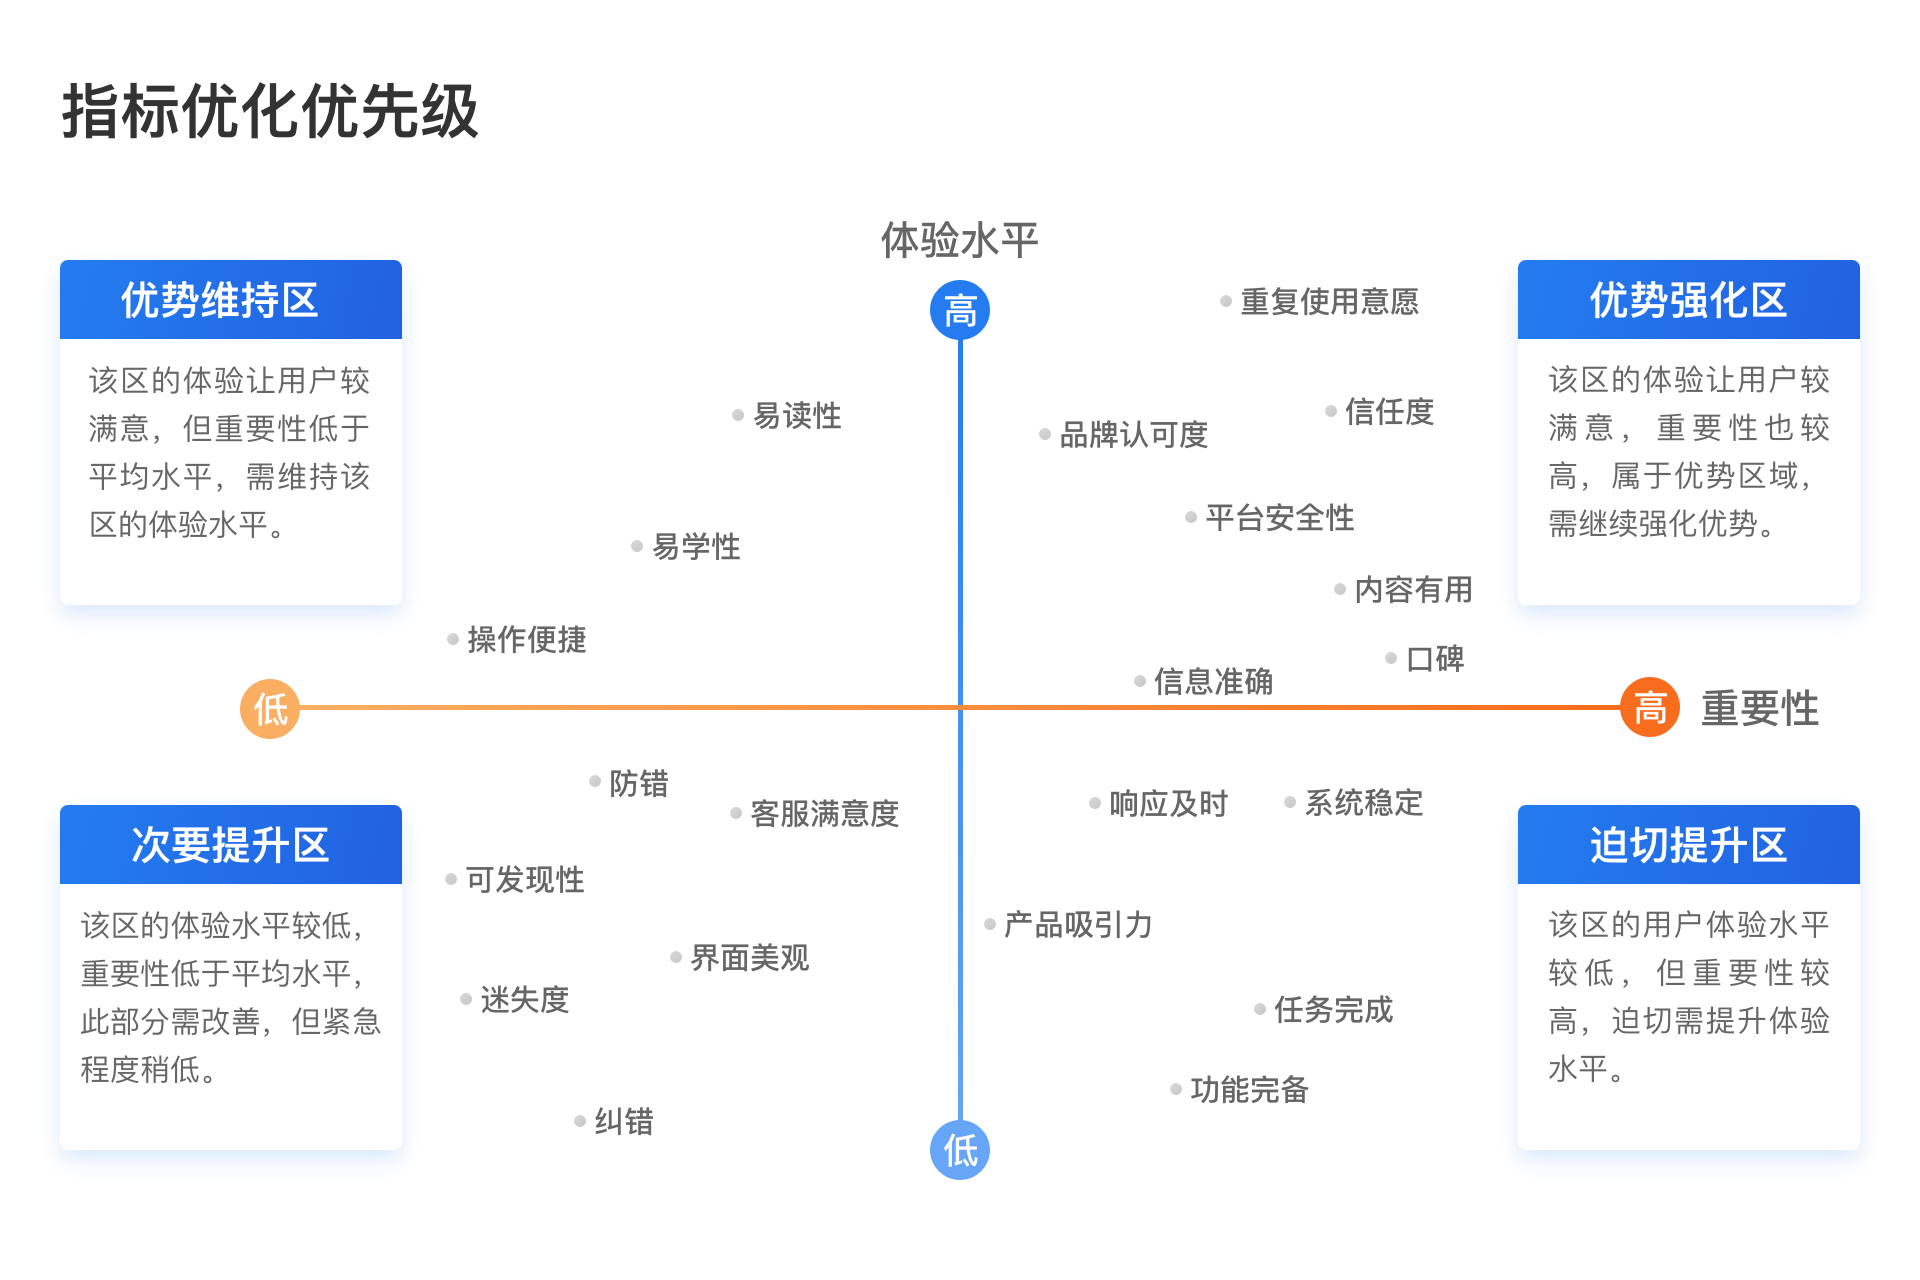 指标优化优先级
体验水平
高
优势维持区
该区的体验让用户较
满意，但重要性低于
平均水平，需维持该
区的体验水平。
优势强化区
该区的体验让用户较
满意，重要性也较
高，属于优势区域，
需继续强化优势。
重复使用意愿
易读性
信任度
品牌认可度
平台安全性
易学性
内容有用
操作便捷
口碑
信息准确
低
高
重要性
防错
客服满意度
响应及时
系统稳定
可发现性
产品吸引力
界面美观
迷失度
任务完成
功能完备
纠错
次要提升区
该区的体验水平较低，
重要性低于平均水平，
此部分需改善，但紧急
程度稍低。
迫切提升区
该区的用户体验水平
较低，但重要性较
高，迫切需提升体验
水平。
低